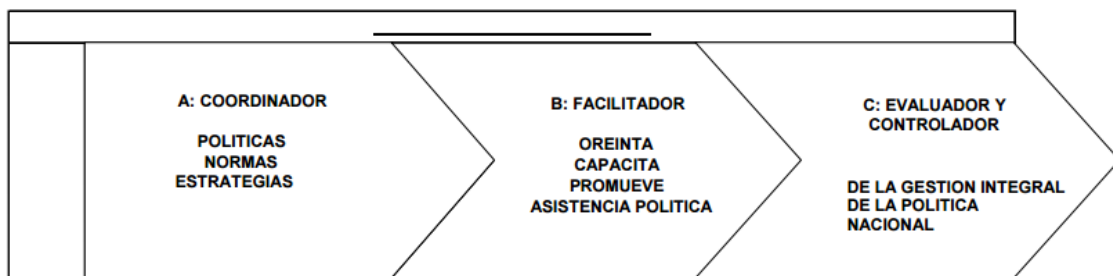 A: COORDINADOR
POLITICAS
NORMAS
ESTRATEGIAS
B: FACILITADOR
OREINTA
CAPACITA
PROMUEVE
ASISTENCIA POLITICA
C: EVALUADOR Y
CONTROLADOR
DE LA GESTION INTEGRAL
DE LA POLITICA
NACIONAL